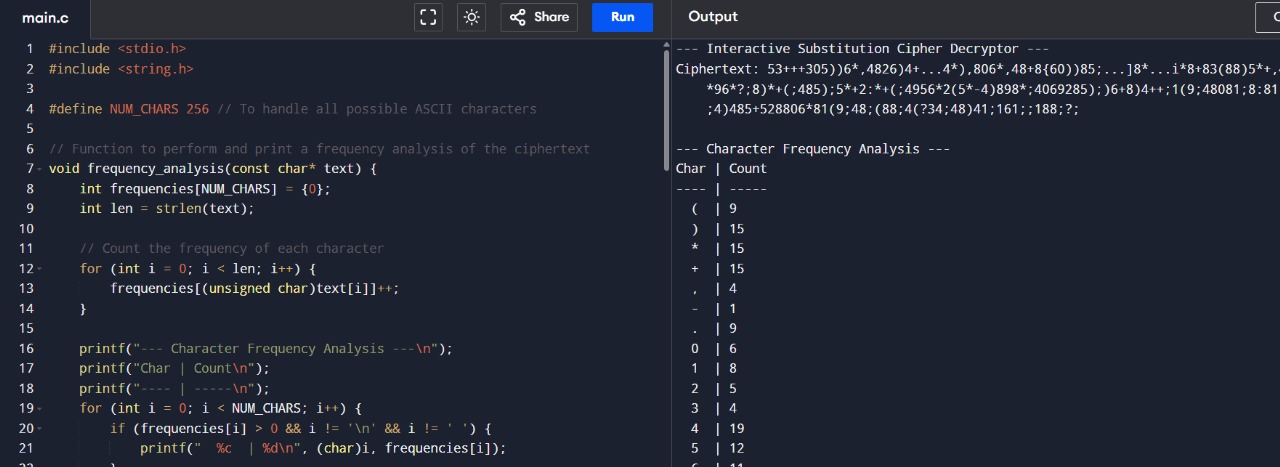 main.c
Share
Run
Output
1 #include <stdio.h>
2 #include <string.h>
3
4 #define NUM_CHARS 256 // To handle all possible ASCII characters
5
6 // Function to perform and print a frequency analysis of the ciphertext
7 void frequency_analysis(const char* text) {
8 int frequencies[NUM_CHARS] = {0};
9 int len = strlen(text);
10
11 // Count the frequency of each character
12 for (int i = 0; i < len; i++) {
13 frequencies[(unsigned char)text[i]]++;
14 }
15
16 printf("--- Character Frequency Analysis ---\n");
17 printf("Char | Count\n");
18 printf("---- | -----\n");
19 for (int i = 0; i < NUM_CHARS; i++) {
20 if (frequencies[i] > 0 && i != '\n' && i != ' ') {
21 printf("  %c  | %d\n", (char)i, frequencies[i]);
--- Interactive Substitution Cipher Decryptor ---
Ciphertext: 53+++305))6*,4826)4+...4*),806*,48+8{60))85;...]8*...i*8+83(88)5*+,
*96*?;8)*+(;485);5*+2:*+(;4956*2(5*-4)898*;4069285);)6+8)4++;1(9;48081;8:81
;4)485+528806*81(9;48;(88;4(?34;48)41;161;;188;?;
--- Character Frequency Analysis ---
Char | Count
---- | -----
( | 9
) | 15
* | 15
+ | 15
, | 4
- | 1
. | 9
0 | 6
1 | 8
2 | 5
3 | 4
4 | 19
5 | 12